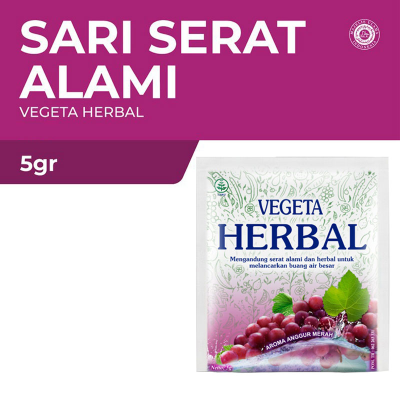 SARI SERAT
ALAMI
VEGETA HERBAL
5gr
VEGETA
HERBAL
Mengandung serat alami dan herbal untuk
melancarkan buang air besar
AROMA ANGGUR MERAH